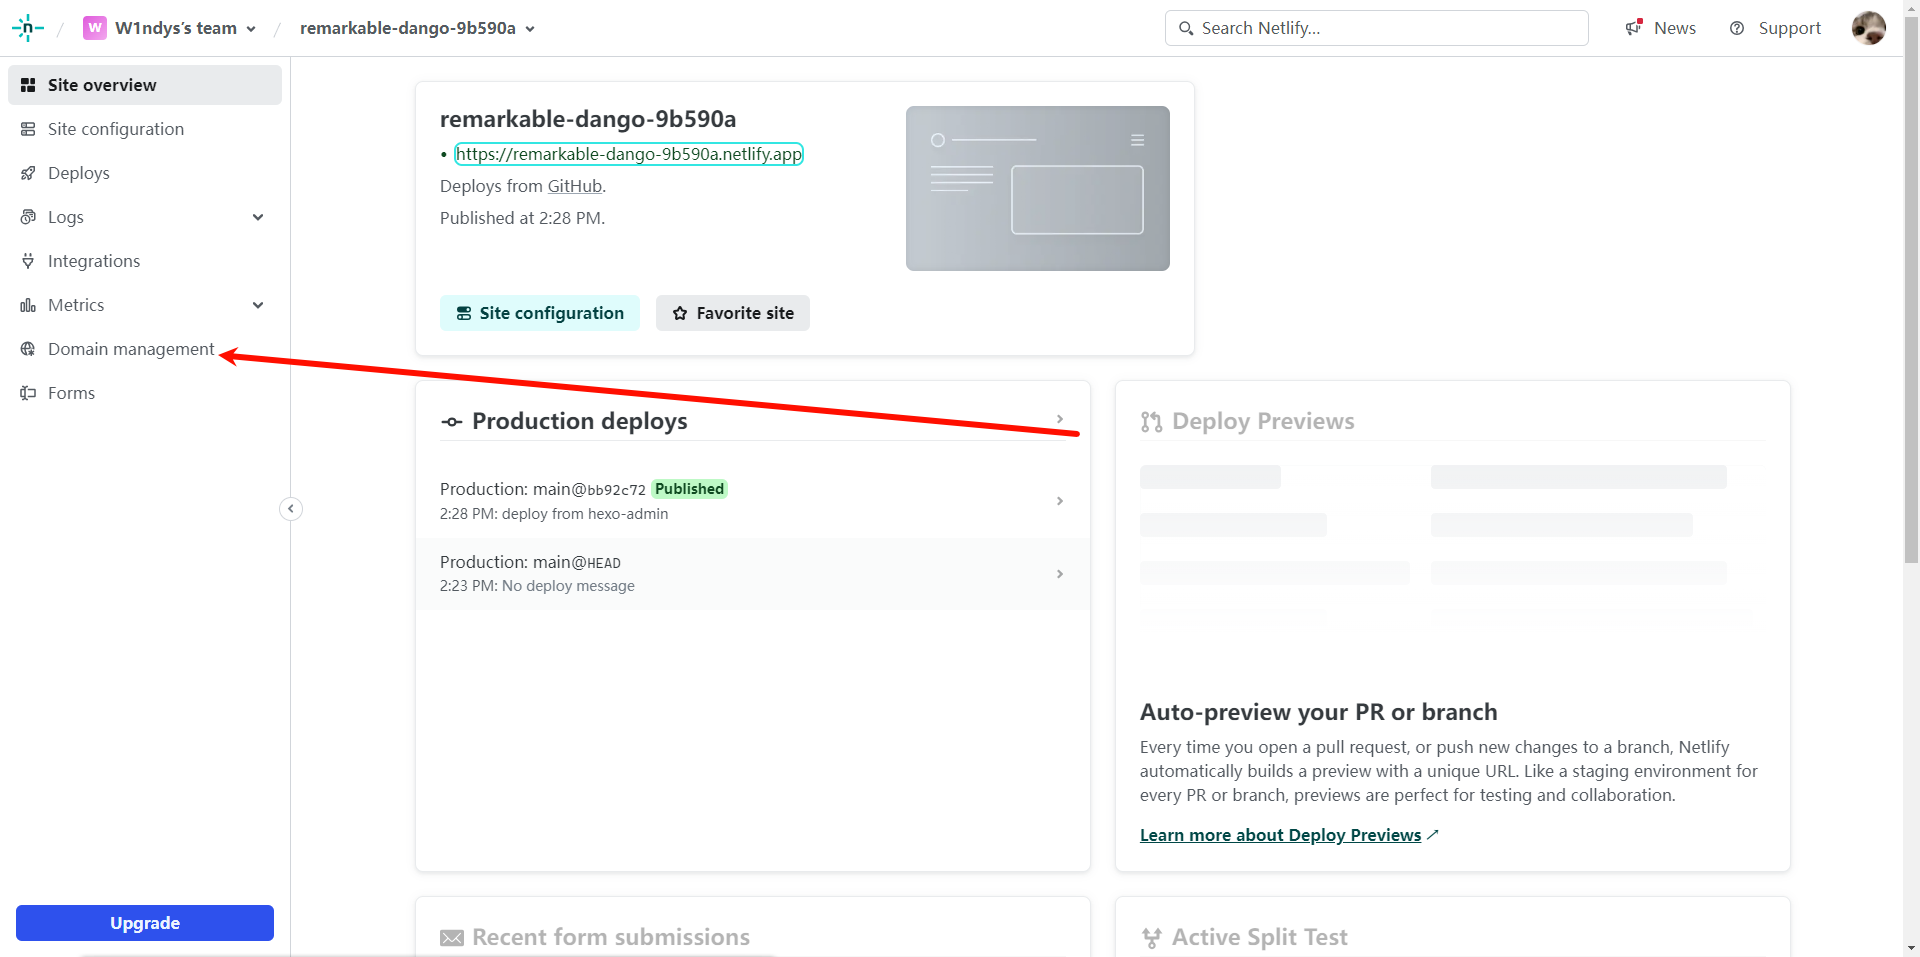 W1ndys's team
remarkable-dango-9b590a
Search Netlify...
News
Support
Site overview
Site configuration
Deploys
Logs
Integrations
Metrics
Domain management
Forms
Upgrade
remarkable-dango-9b590a
https://remarkable-dango-9b590a.netlify.app
Deploys from GitHub.
Published at 2:28 PM.
Site configuration
Favorite site
Production deploys
Production: main@bb92c72 Published
2:28 PM: deploy from hexo-admin
Production: main@HEAD
2:23 PM: No deploy message
Deploy Previews
Auto-preview your PR or branch
Every time you open a pull request, or push new changes to a branch, Netlify
automatically builds a preview with a unique URL. Like a staging environment for
every PR or branch, previews are perfect for testing and collaboration.
Learn more about Deploy Previews
Recent form submissions
Active Split Test